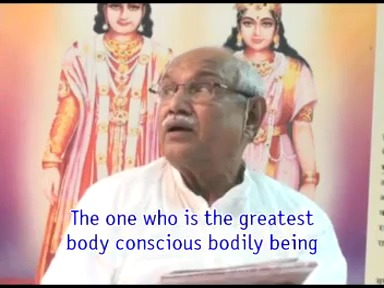 The one who is the greatest
body conscious bodily being